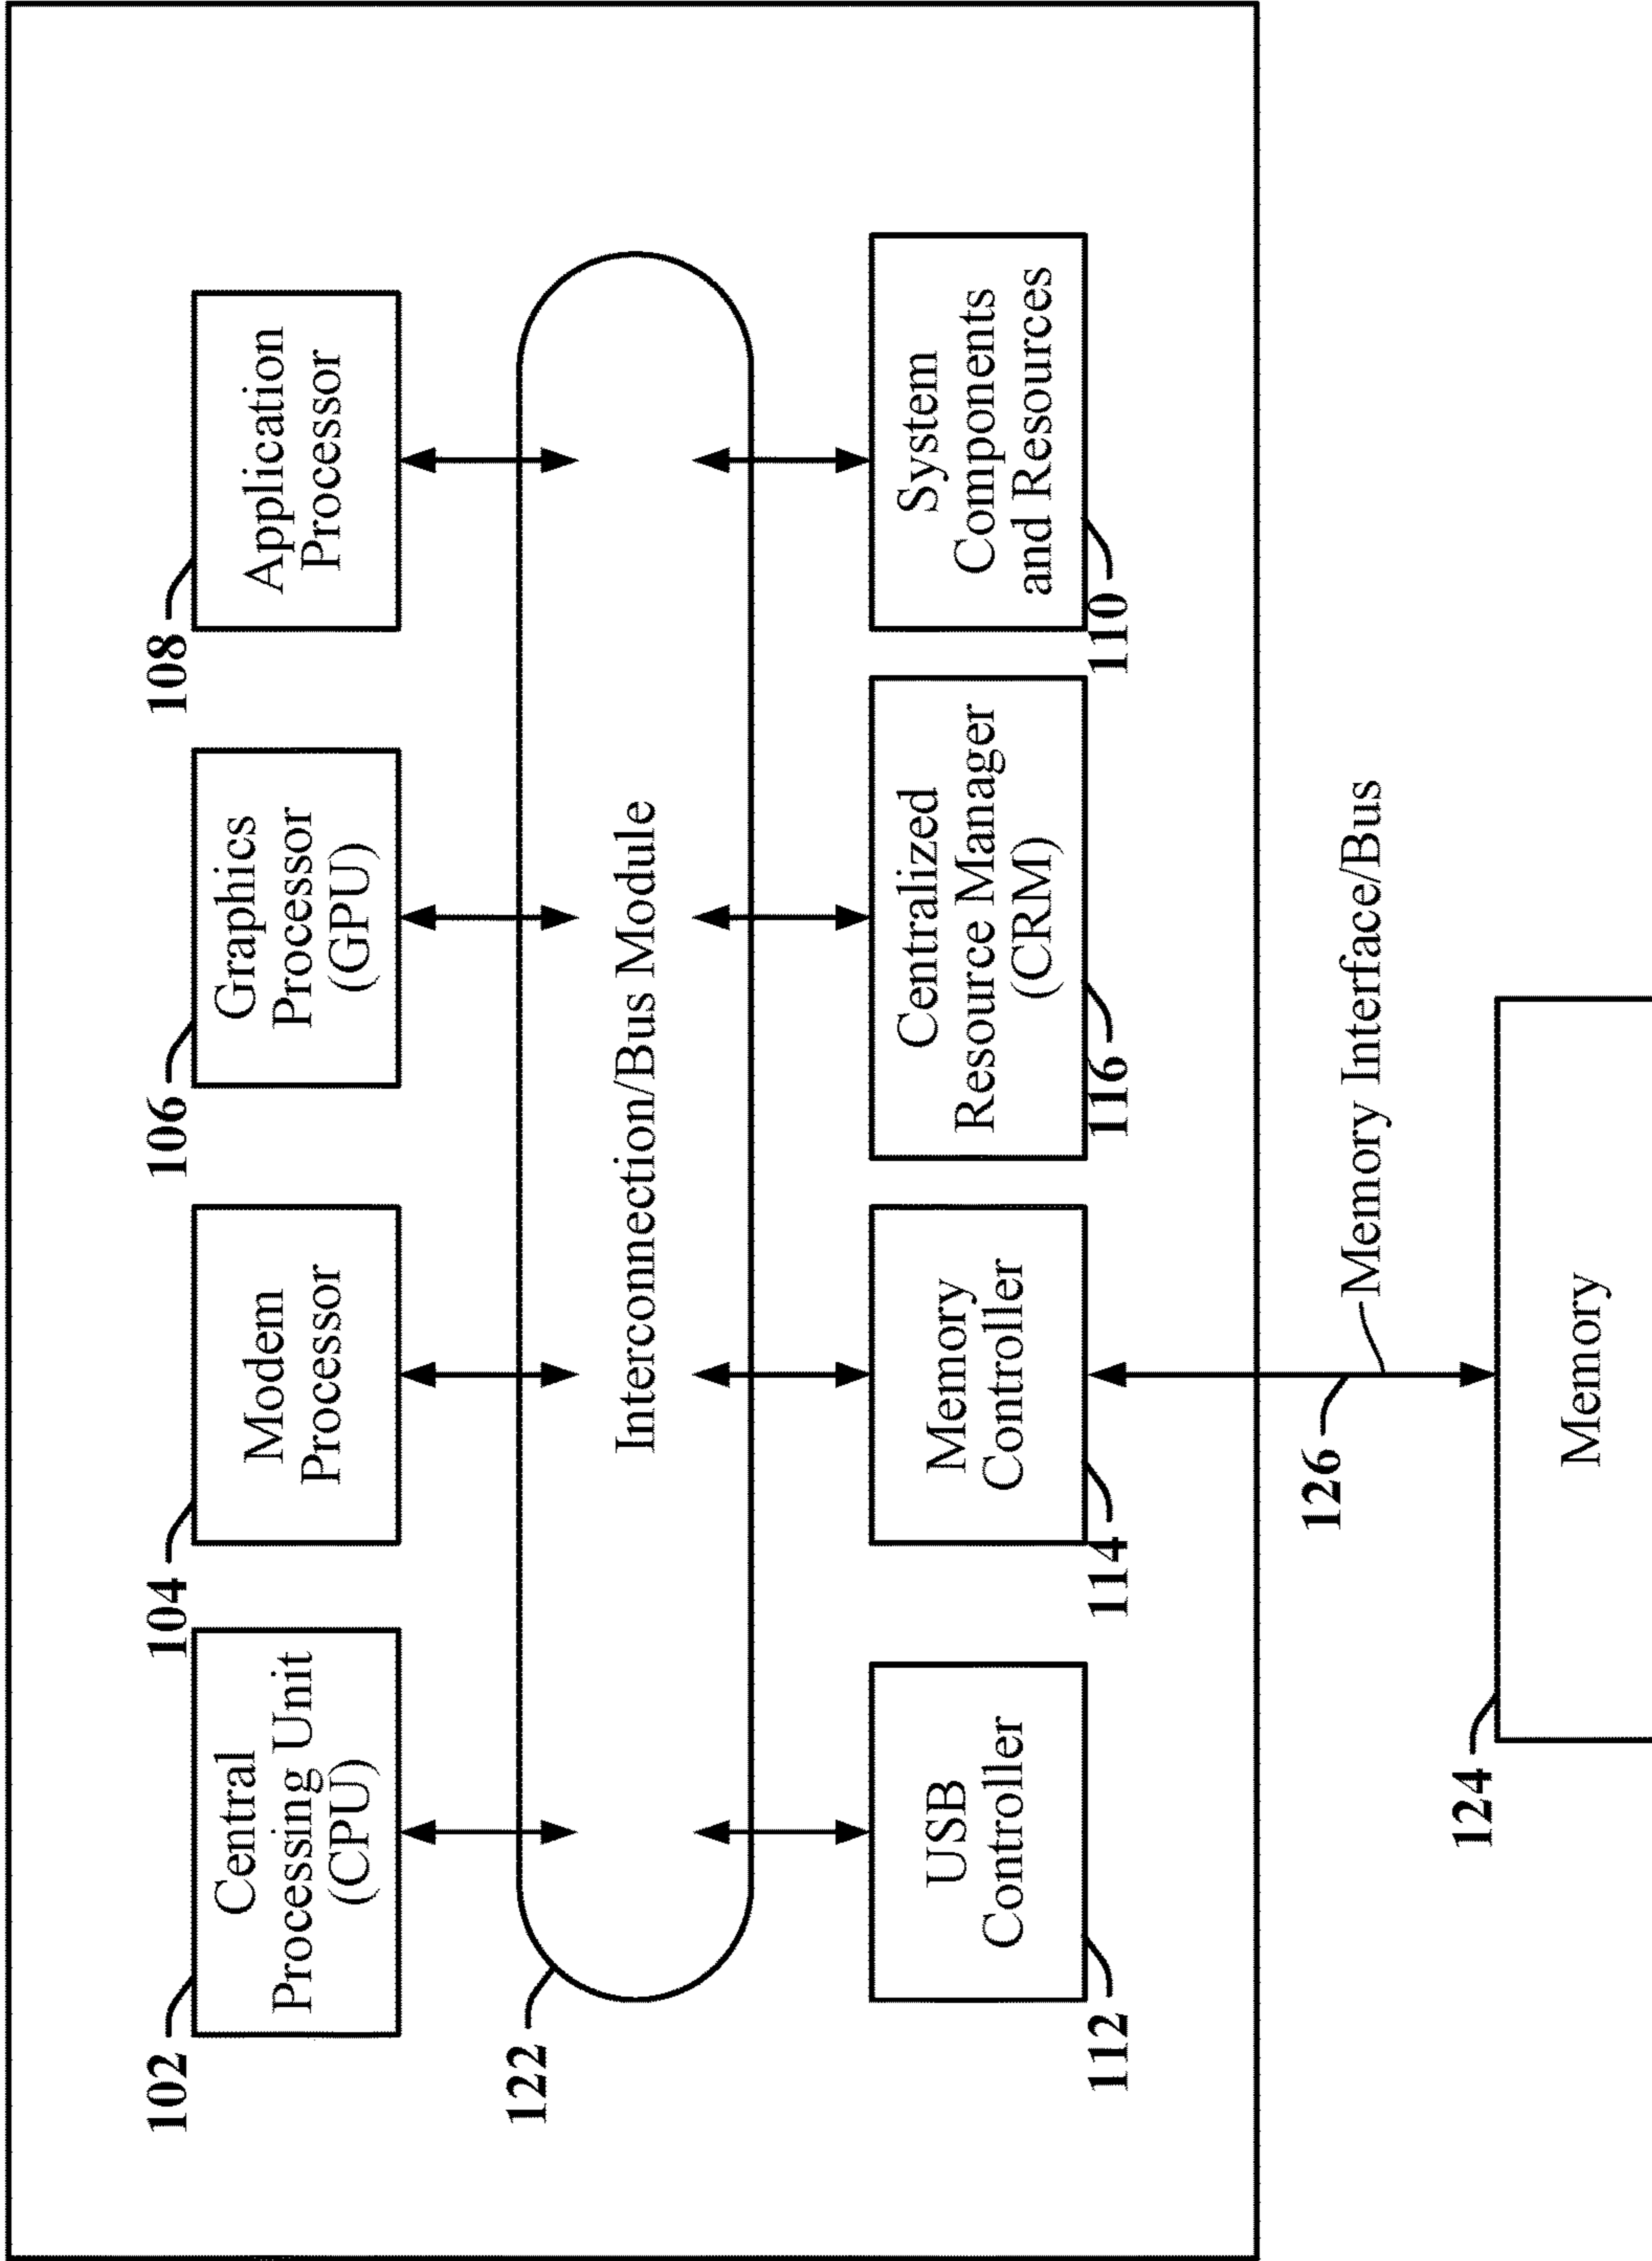 102
Central
Processing Unit
(CPU)
104
Modem
Processor
106
Graphics
Processor
(GPU)
108
Application
Processor
122
Interconnection/Bus Module
112
USB
Controller
114
Memory
Controller
116
Centralized
Resource Manager
(CRM)
110
System
Components
and Resources
126
Memory Interface/Bus
124
Memory